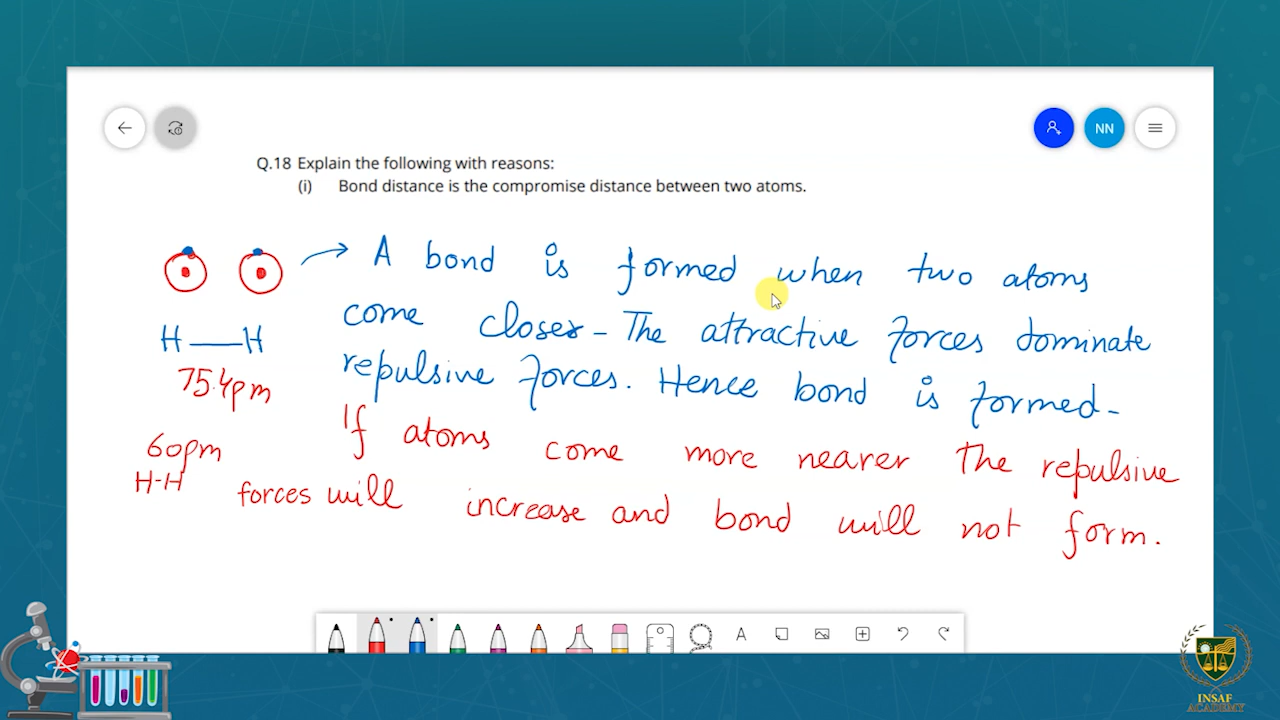 NN
Q.18 Explain the following with reasons:
(i) Bond distance is the compromise distance between two atoms.
A bond is formed when two atoms
come closer - The attractive forces dominate
repulsive forces. Hence bond is formed -
H — H
75.4pm
If atoms come more nearer The repulsive
60pm
H-H
forces will increase and bond will not form.
A
INSAF
ACADEMY